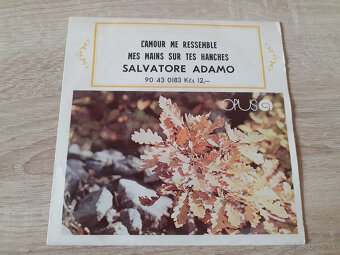 L'AMOUR ME RESSEMBLE
MES MAINS SUR TES HANCHES
SALVATORE ADAMO
90 43 0183 Kčs 12,—
OPUS